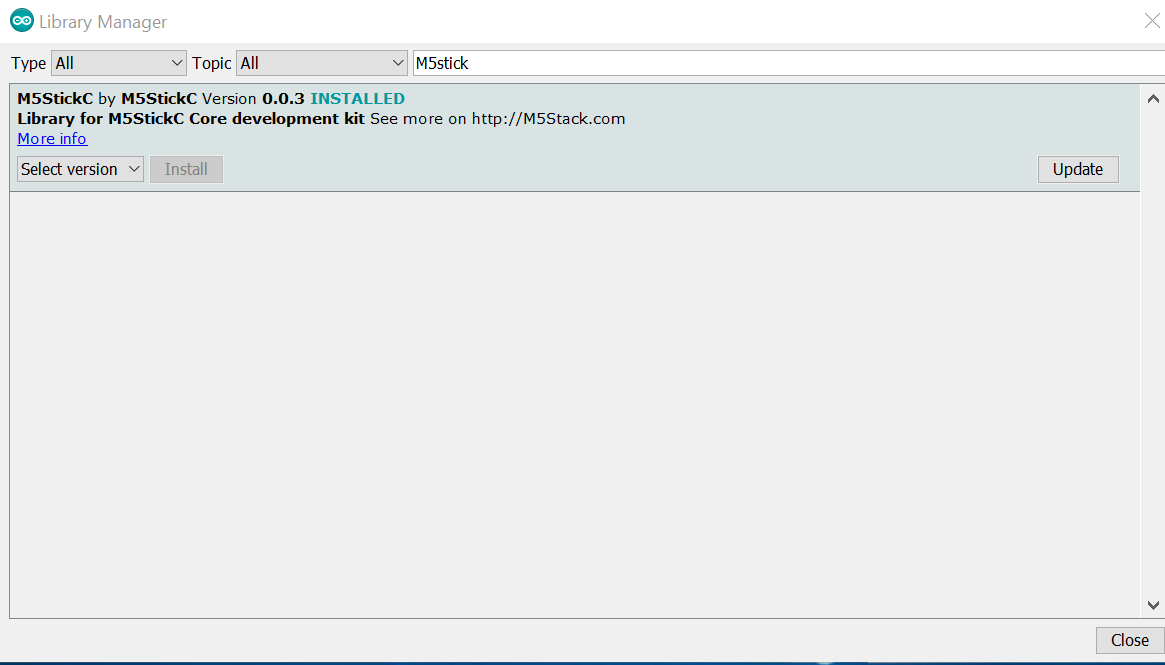 Library Manager
Type All Topic All M5stick
M5StickC by M5StickC Version 0.0.3 INSTALLED
Library for M5StickC Core development kit See more on http://M5Stack.com
More info
Select version Install Update
Close